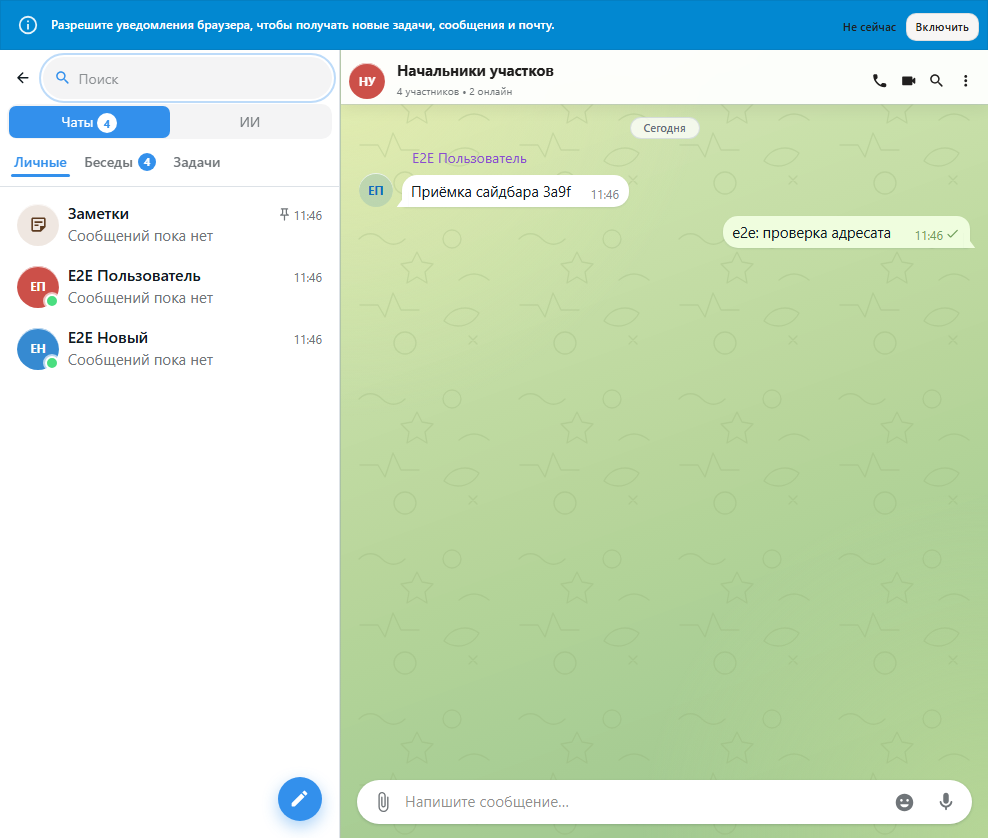 Разрешите уведомления браузера, чтобы получать новые задачи, сообщения и почту.
Не сейчас
Включить
Поиск
Чаты 4
ИИ
Личные
Беседы 4
Задачи
Заметки
11:46
Сообщений пока нет
ЕП
E2E Пользователь
11:46
Сообщений пока нет
ЕН
E2E Новый
11:46
Сообщений пока нет
НУ
Начальники участков
4 участников • 2 онлайн
Сегодня
E2E Пользователь
ЕП
Приёмка сайдбара 3a9f 11:46
e2e: проверка адресата 11:46
Напишите сообщение...